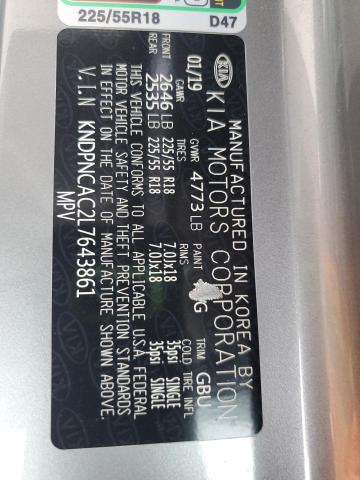 225/55R18 D47
MANUFACTURED IN KOREA BY
KIA KIA MOTORS CORPORATION
01/19 GVWR 4773LB PAINT G TRIM GBU
GAWR TIRES RIMS COLD TIRE INFL
FRONT 2646LB 225/55 R18 7.0Jx18 35psi SINGLE
REAR 2535LB 225/55 R18 7.0Jx18 35psi SINGLE
THIS VEHICLE CONFORMS TO ALL APPLICABLE U.S.A. FEDERAL
MOTOR VEHICLE SAFETY AND THEFT PREVENTION STANDARDS
IN EFFECT ON THE DATE OF MANUFACTURE SHOWN ABOVE.
V.I.N KNDPNCAC2L7643861
MPV